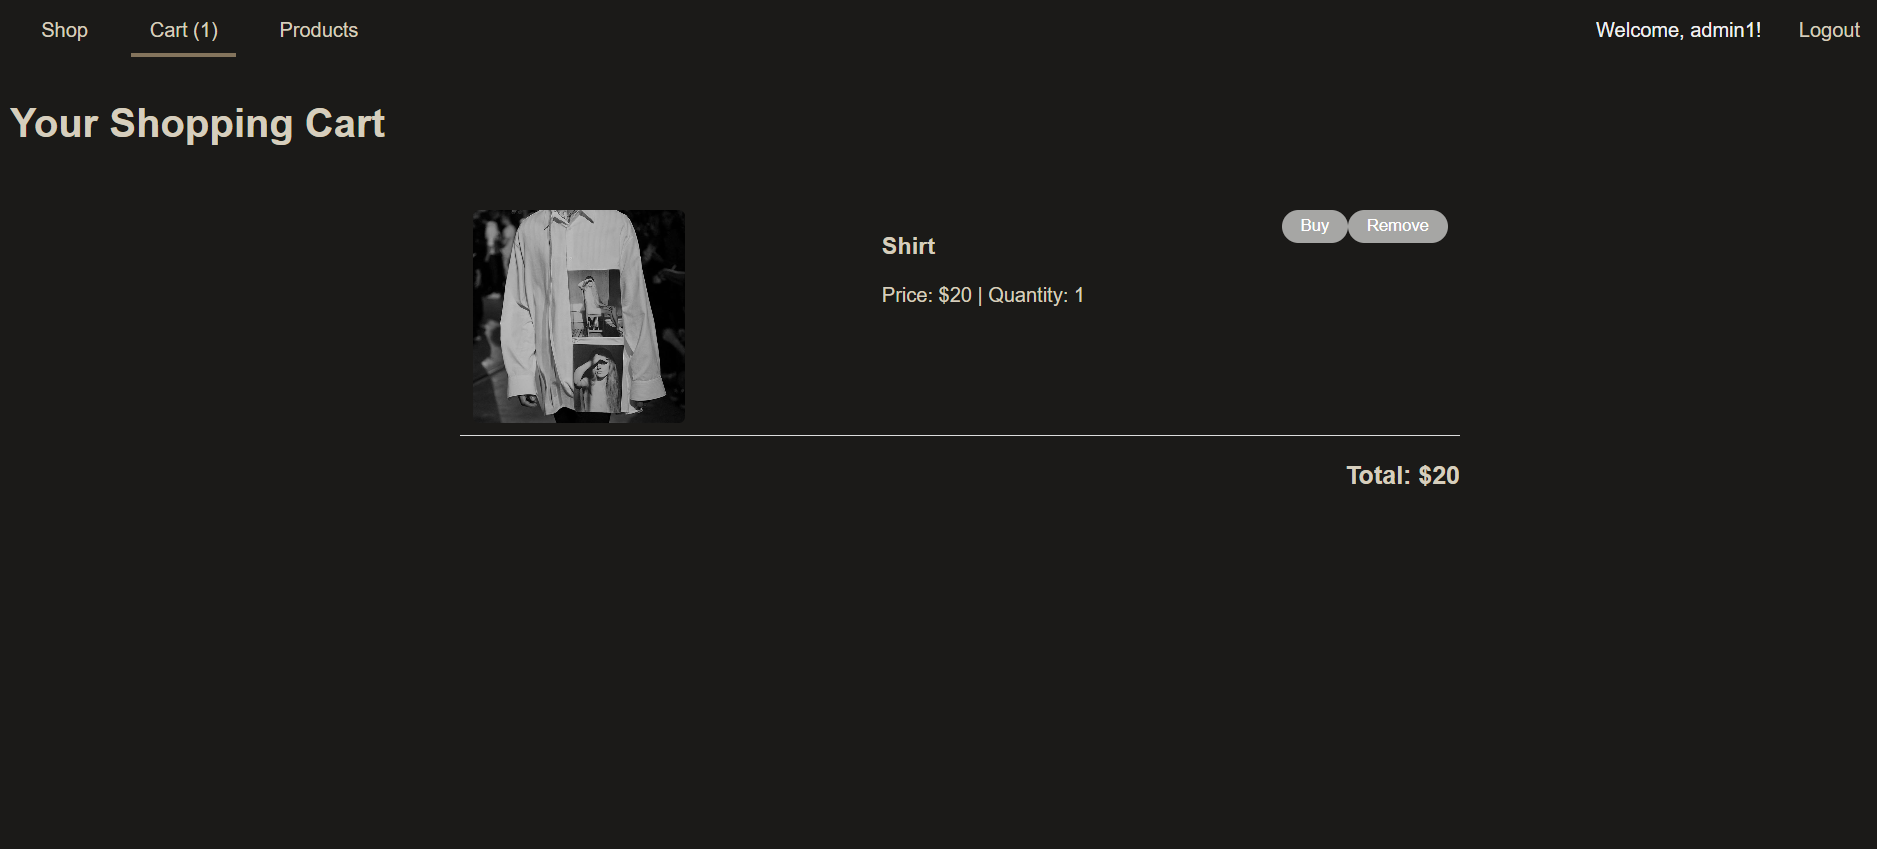 Shop Cart (1) Products Welcome, admin1! Logout
Your Shopping Cart
Shirt
Buy Remove
Price: $20 | Quantity: 1
Total: $20